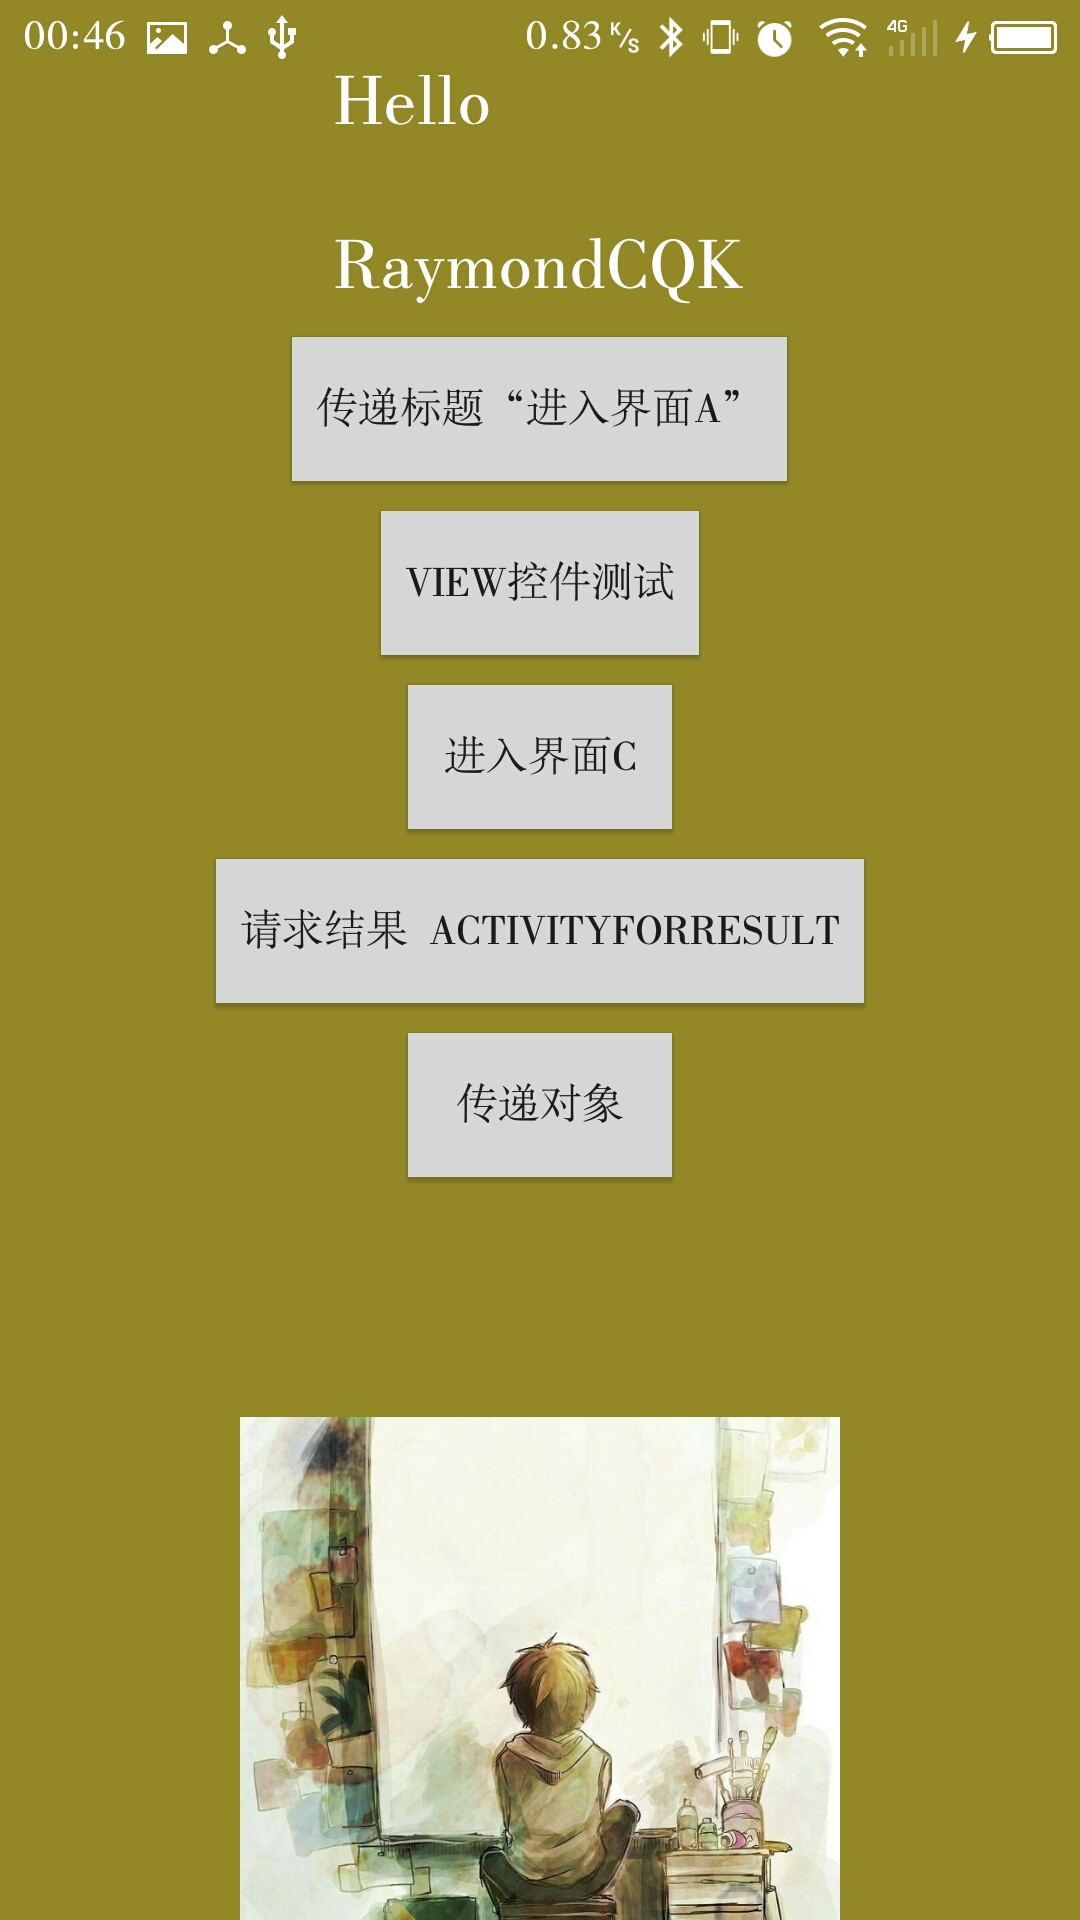 00:46 0.83 K/s 4G
Hello
RaymondCQK
传递标题“进入界面A”
VIEW控件测试
进入界面C
请求结果 ACTIVITYFORRESULT
传递对象